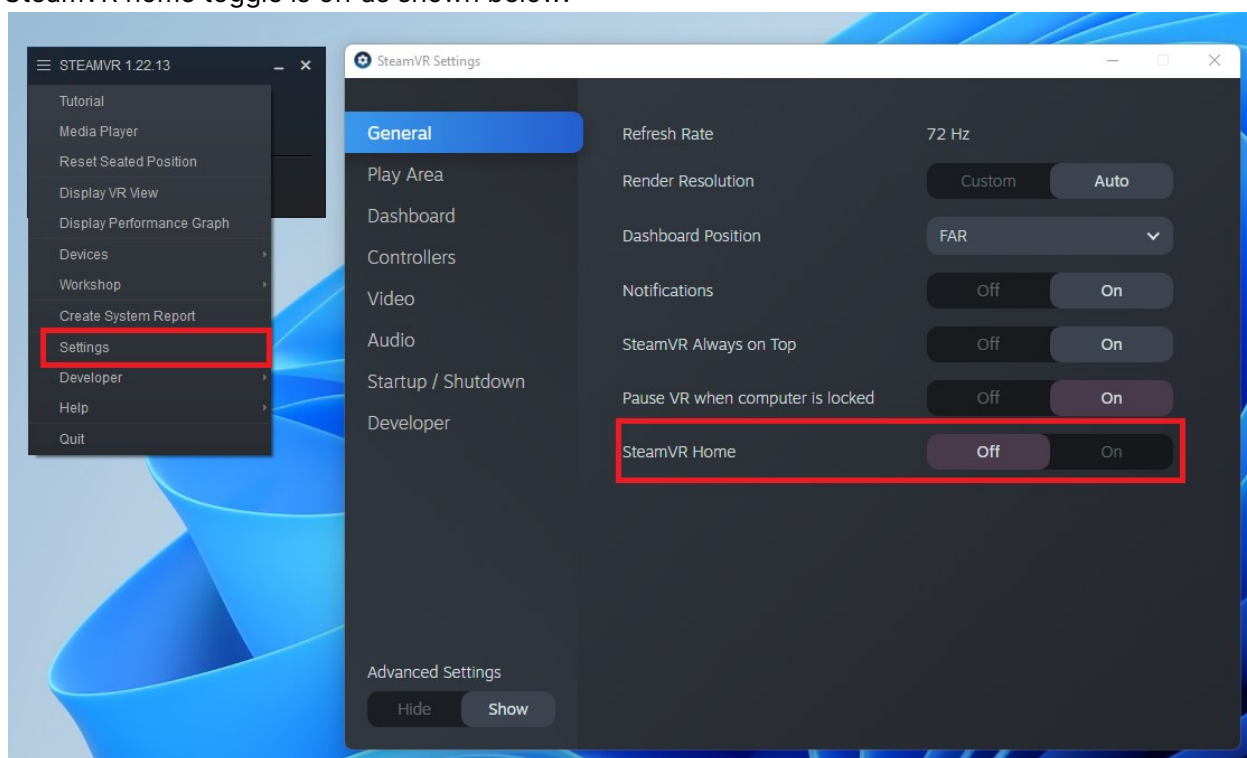 SteamVR home toggle is off as shown below.
STEAMVR 1.22.13
Tutorial
Media Player
Reset Seated Position
Display VR View
Display Performance Graph
Devices
Workshop
Create System Report
Settings
Developer
Help
Quit
SteamVR Settings
General
Play Area
Dashboard
Controllers
Video
Audio
Startup / Shutdown
Developer
Advanced Settings
Hide Show
Refresh Rate 72 Hz
Render Resolution Custom Auto
Dashboard Position FAR
Notifications Off On
SteamVR Always on Top Off On
Pause VR when computer is locked Off On
SteamVR Home Off On